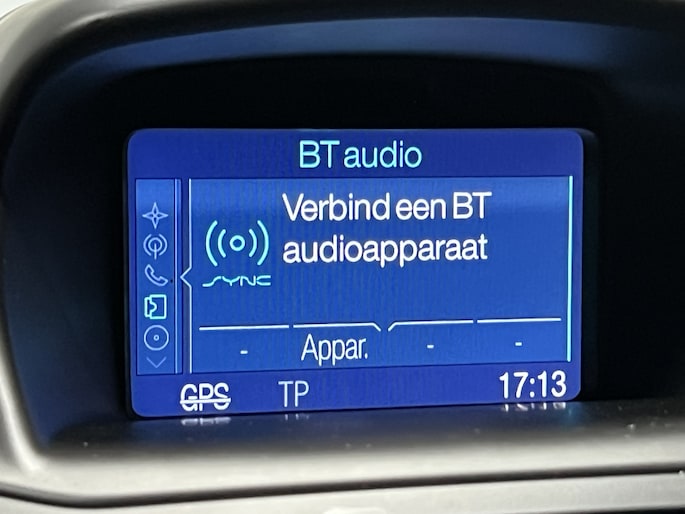 BT audio
Verbind een BT
audioapparaat
SYNC
- Appar. - -
GPS TP 17:13